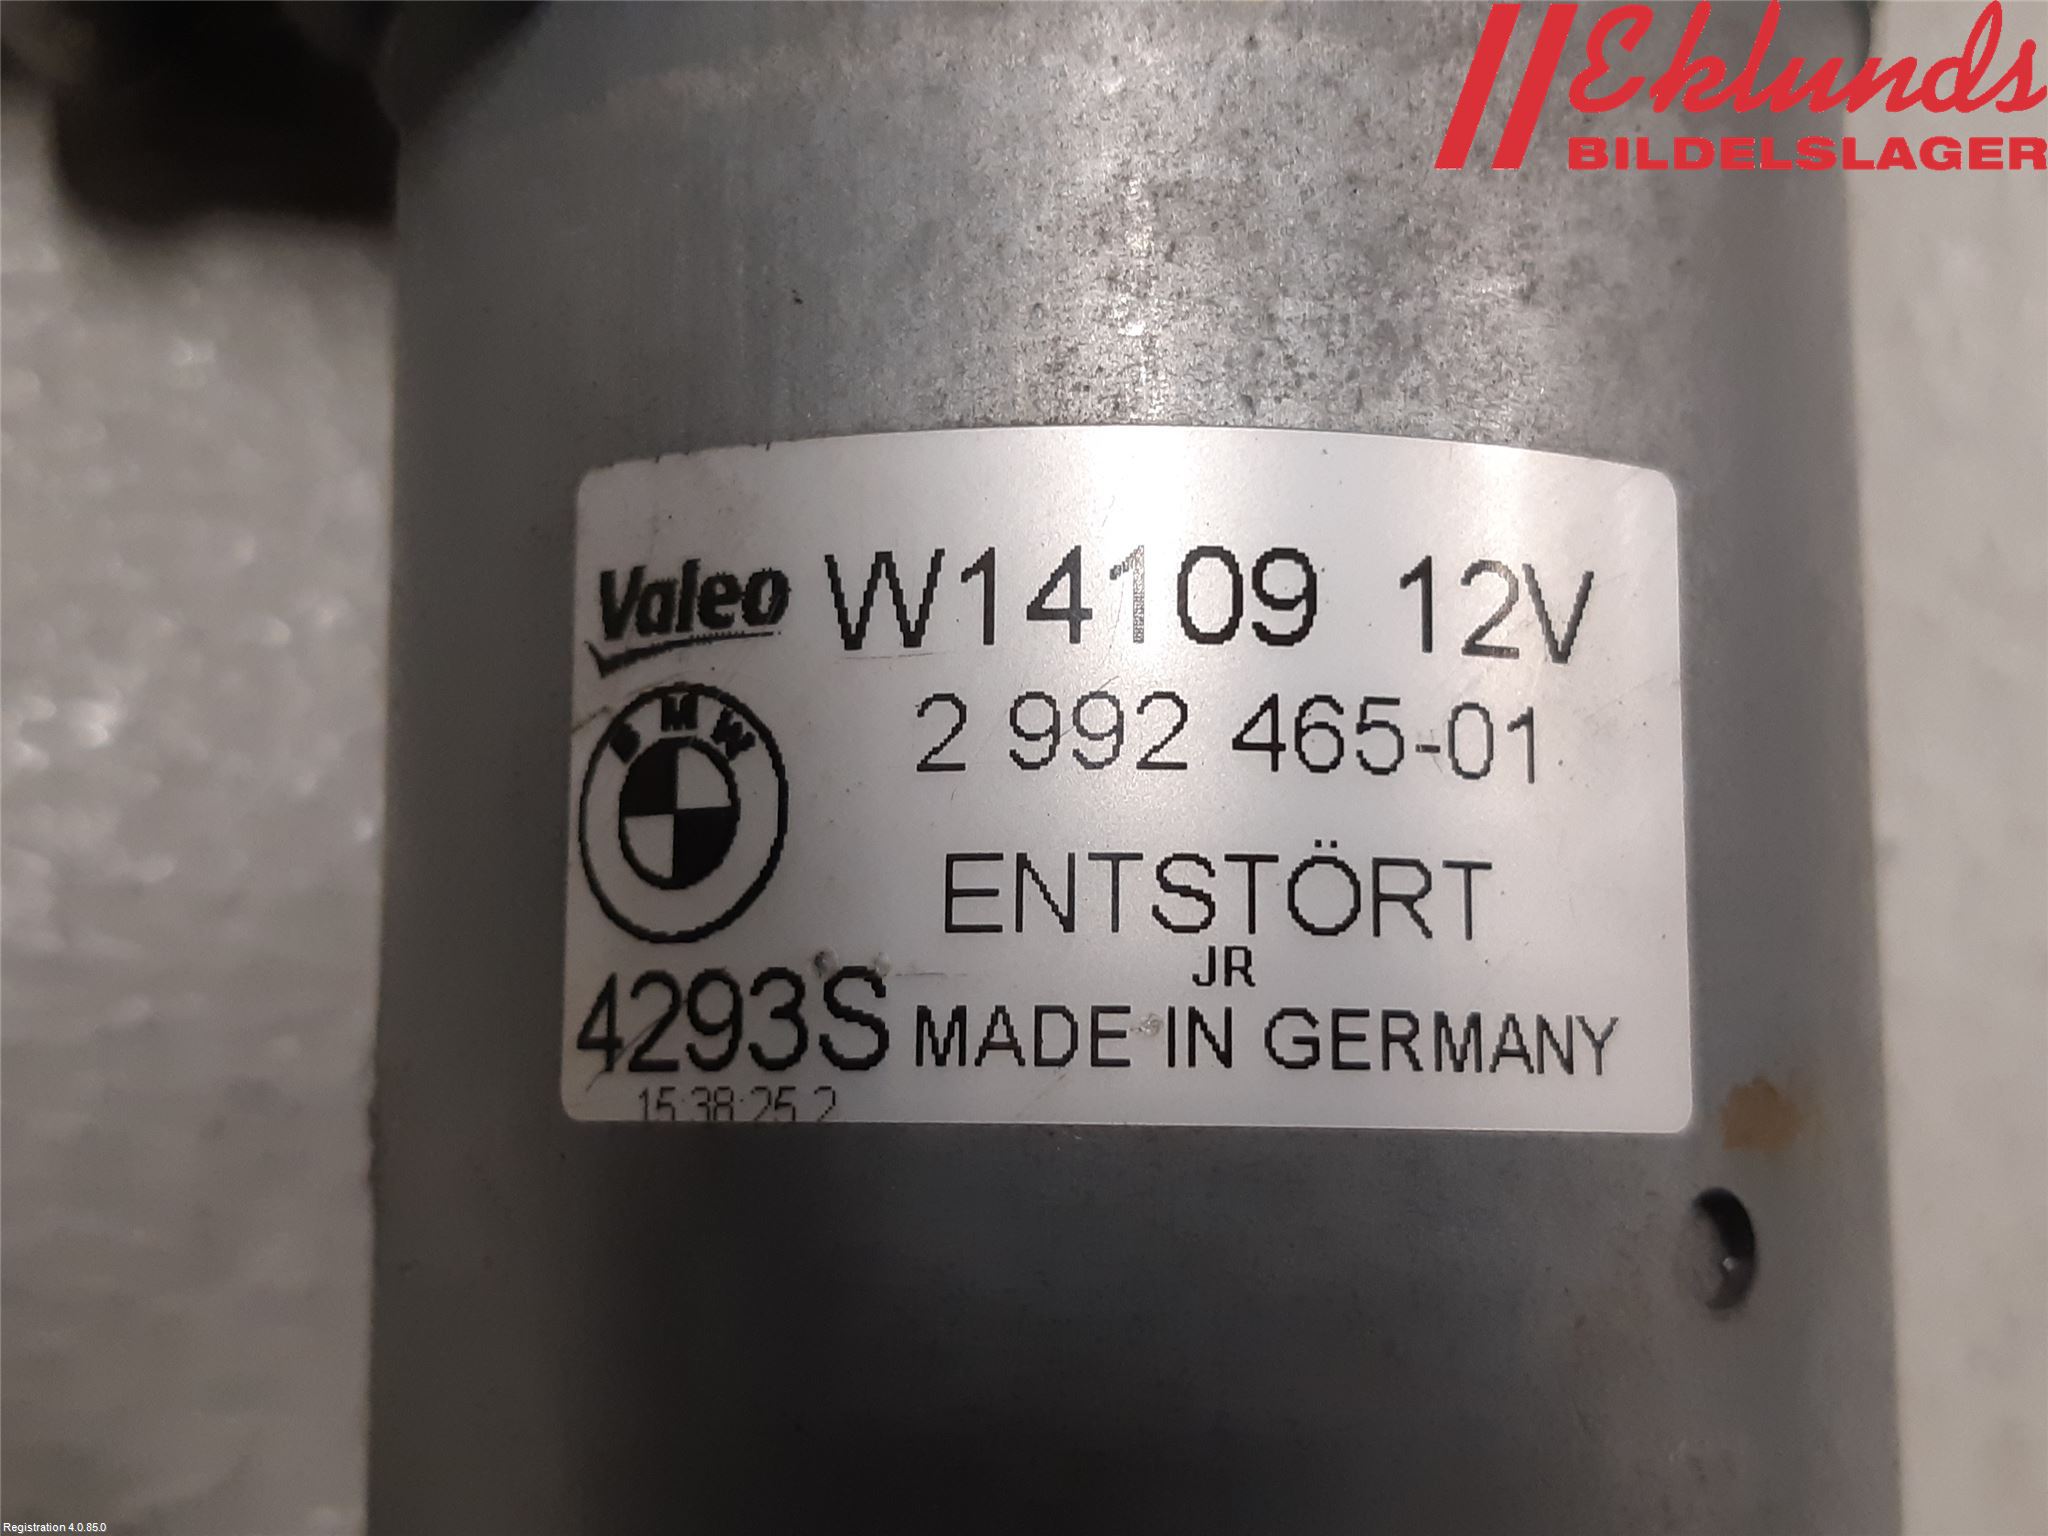 Eklunds
BILDELSLAGER
Valeo W14109 12V
2 992 465-01
BMW
ENTSTÖRT
JR
4293S MADE IN GERMANY
15:38:25 2
Registration 4.0.85.0